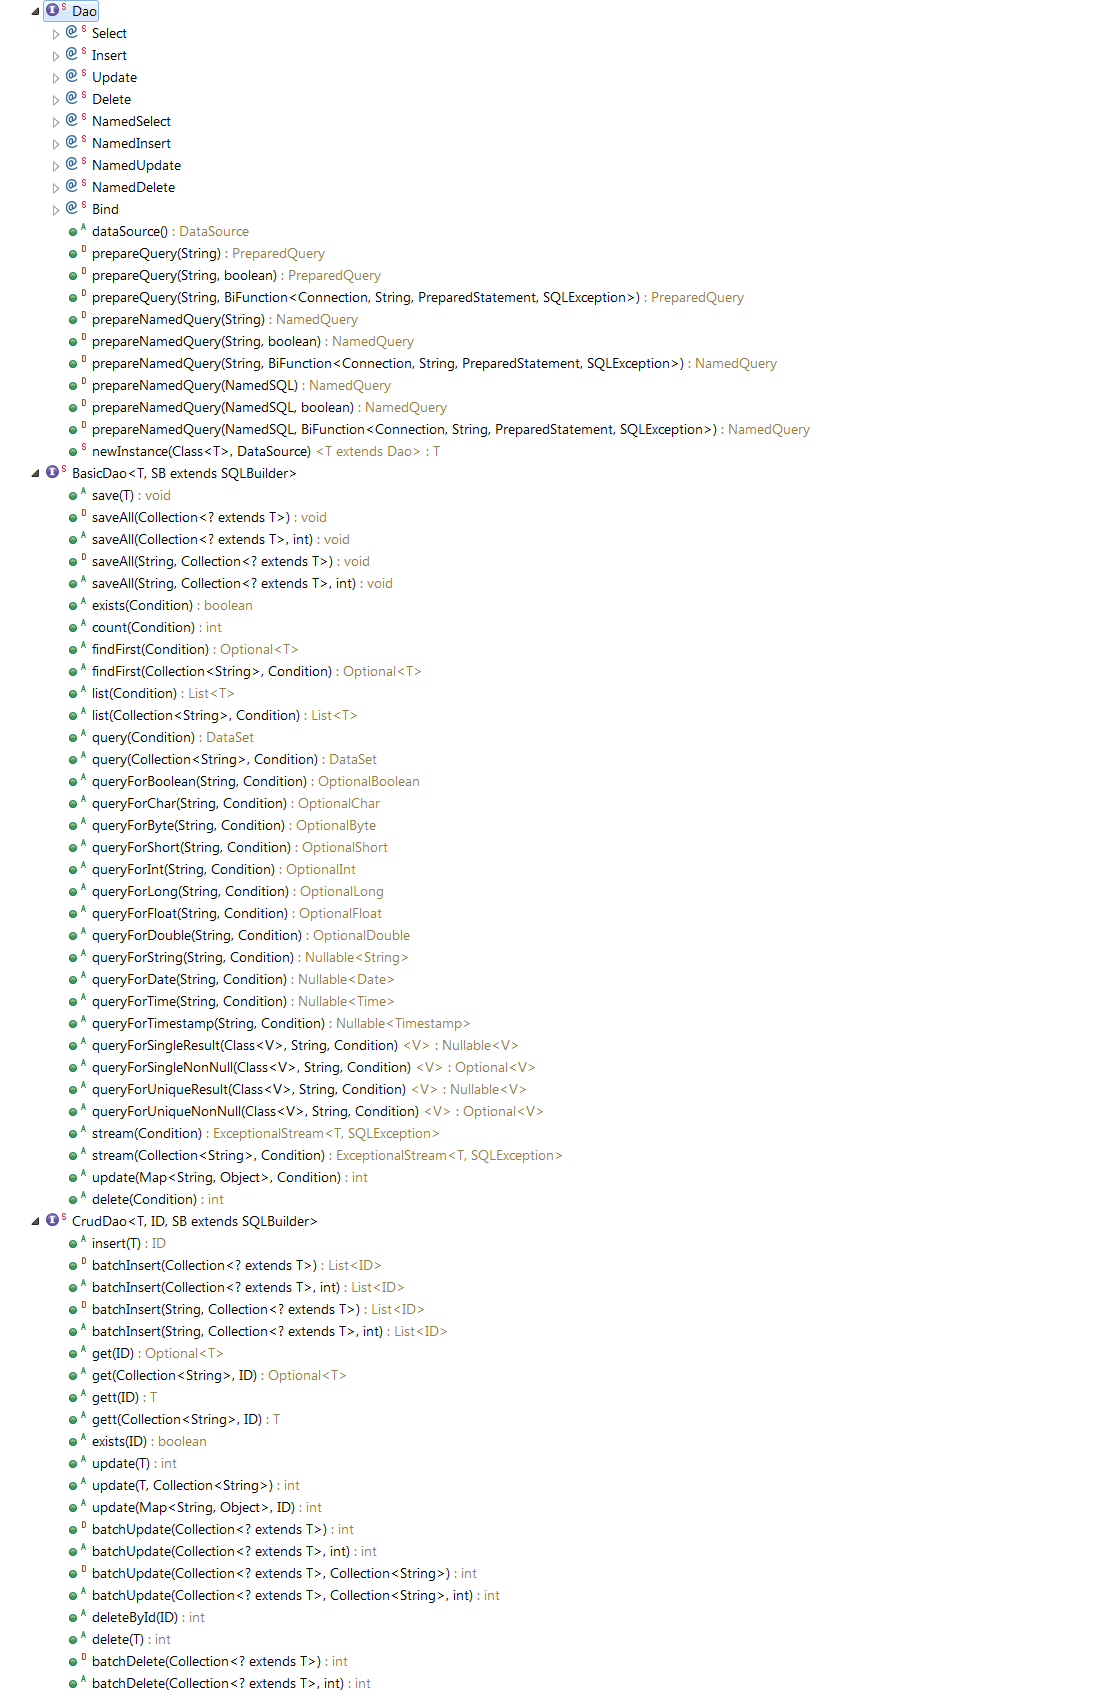 Dao
Select
Insert
Update
Delete
NamedSelect
NamedInsert
NamedUpdate
NamedDelete
Bind
dataSource() : DataSource
prepareQuery(String) : PreparedQuery
prepareQuery(String, boolean) : PreparedQuery
prepareQuery(String, BiFunction<Connection, String, PreparedStatement, SQLException>) : PreparedQuery
prepareNamedQuery(String) : NamedQuery
prepareNamedQuery(String, boolean) : NamedQuery
prepareNamedQuery(String, BiFunction<Connection, String, PreparedStatement, SQLException>) : NamedQuery
prepareNamedQuery(NamedSQL) : NamedQuery
prepareNamedQuery(NamedSQL, boolean) : NamedQuery
prepareNamedQuery(NamedSQL, BiFunction<Connection, String, PreparedStatement, SQLException>) : NamedQuery
newInstance(Class<T>, DataSource) <T extends Dao> : T
BasicDao<T, SB extends SQLBuilder>
save(T) : void
saveAll(Collection<? extends T>) : void
saveAll(Collection<? extends T>, int) : void
saveAll(String, Collection<? extends T>) : void
saveAll(String, Collection<? extends T>, int) : void
exists(Condition) : boolean
count(Condition) : int
findFirst(Condition) : Optional<T>
findFirst(Collection<String>, Condition) : Optional<T>
list(Condition) : List<T>
list(Collection<String>, Condition) : List<T>
query(Condition) : DataSet
query(Collection<String>, Condition) : DataSet
queryForBoolean(String, Condition) : OptionalBoolean
queryForChar(String, Condition) : OptionalChar
queryForByte(String, Condition) : OptionalByte
queryForShort(String, Condition) : OptionalShort
queryForInt(String, Condition) : OptionalInt
queryForLong(String, Condition) : OptionalLong
queryForFloat(String, Condition) : OptionalFloat
queryForDouble(String, Condition) : OptionalDouble
queryForString(String, Condition) : Nullable<String>
queryForDate(String, Condition) : Nullable<Date>
queryForTime(String, Condition) : Nullable<Time>
queryForTimestamp(String, Condition) : Nullable<Timestamp>
queryForSingleResult(Class<V>, String, Condition) <V> : Nullable<V>
queryForSingleNonNull(Class<V>, String, Condition) <V> : Optional<V>
queryForUniqueResult(Class<V>, String, Condition) <V> : Nullable<V>
queryForUniqueNonNull(Class<V>, String, Condition) <V> : Optional<V>
stream(Condition) : ExceptionalStream<T, SQLException>
stream(Collection<String>, Condition) : ExceptionalStream<T, SQLException>
update(Map<String, Object>, Condition) : int
delete(Condition) : int
CrudDao<T, ID, SB extends SQLBuilder>
insert(T) : ID
batchInsert(Collection<? extends T>) : List<ID>
batchInsert(Collection<? extends T>, int) : List<ID>
batchInsert(String, Collection<? extends T>) : List<ID>
batchInsert(String, Collection<? extends T>, int) : List<ID>
get(ID) : Optional<T>
get(Collection<String>, ID) : Optional<T>
gett(ID) : T
gett(Collection<String>, ID) : T
exists(ID) : boolean
update(T) : int
update(T, Collection<String>) : int
update(Map<String, Object>, ID) : int
batchUpdate(Collection<? extends T>) : int
batchUpdate(Collection<? extends T>, int) : int
batchUpdate(Collection<? extends T>, Collection<String>) : int
batchUpdate(Collection<? extends T>, Collection<String>, int) : int
deleteById(ID) : int
delete(T) : int
batchDelete(Collection<? extends T>) : int
batchDelete(Collection<? extends T>, int) : int